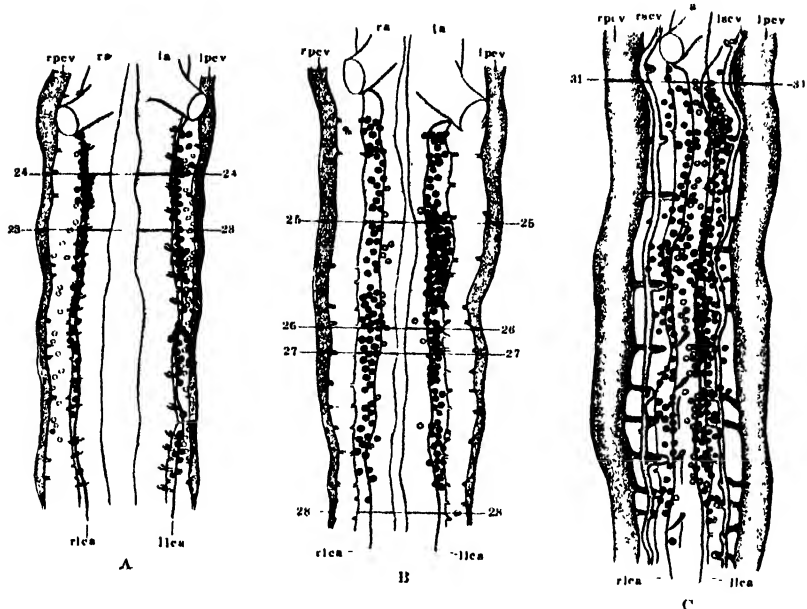 rpcv ra la lpcv
24 24
23 23
rlca llca
A
rpcv ra la lpcv
25 25
26 26
27 27
28 28
rlca llca
B
a
rscv lscv lpcv
31 31
rlca llca
C